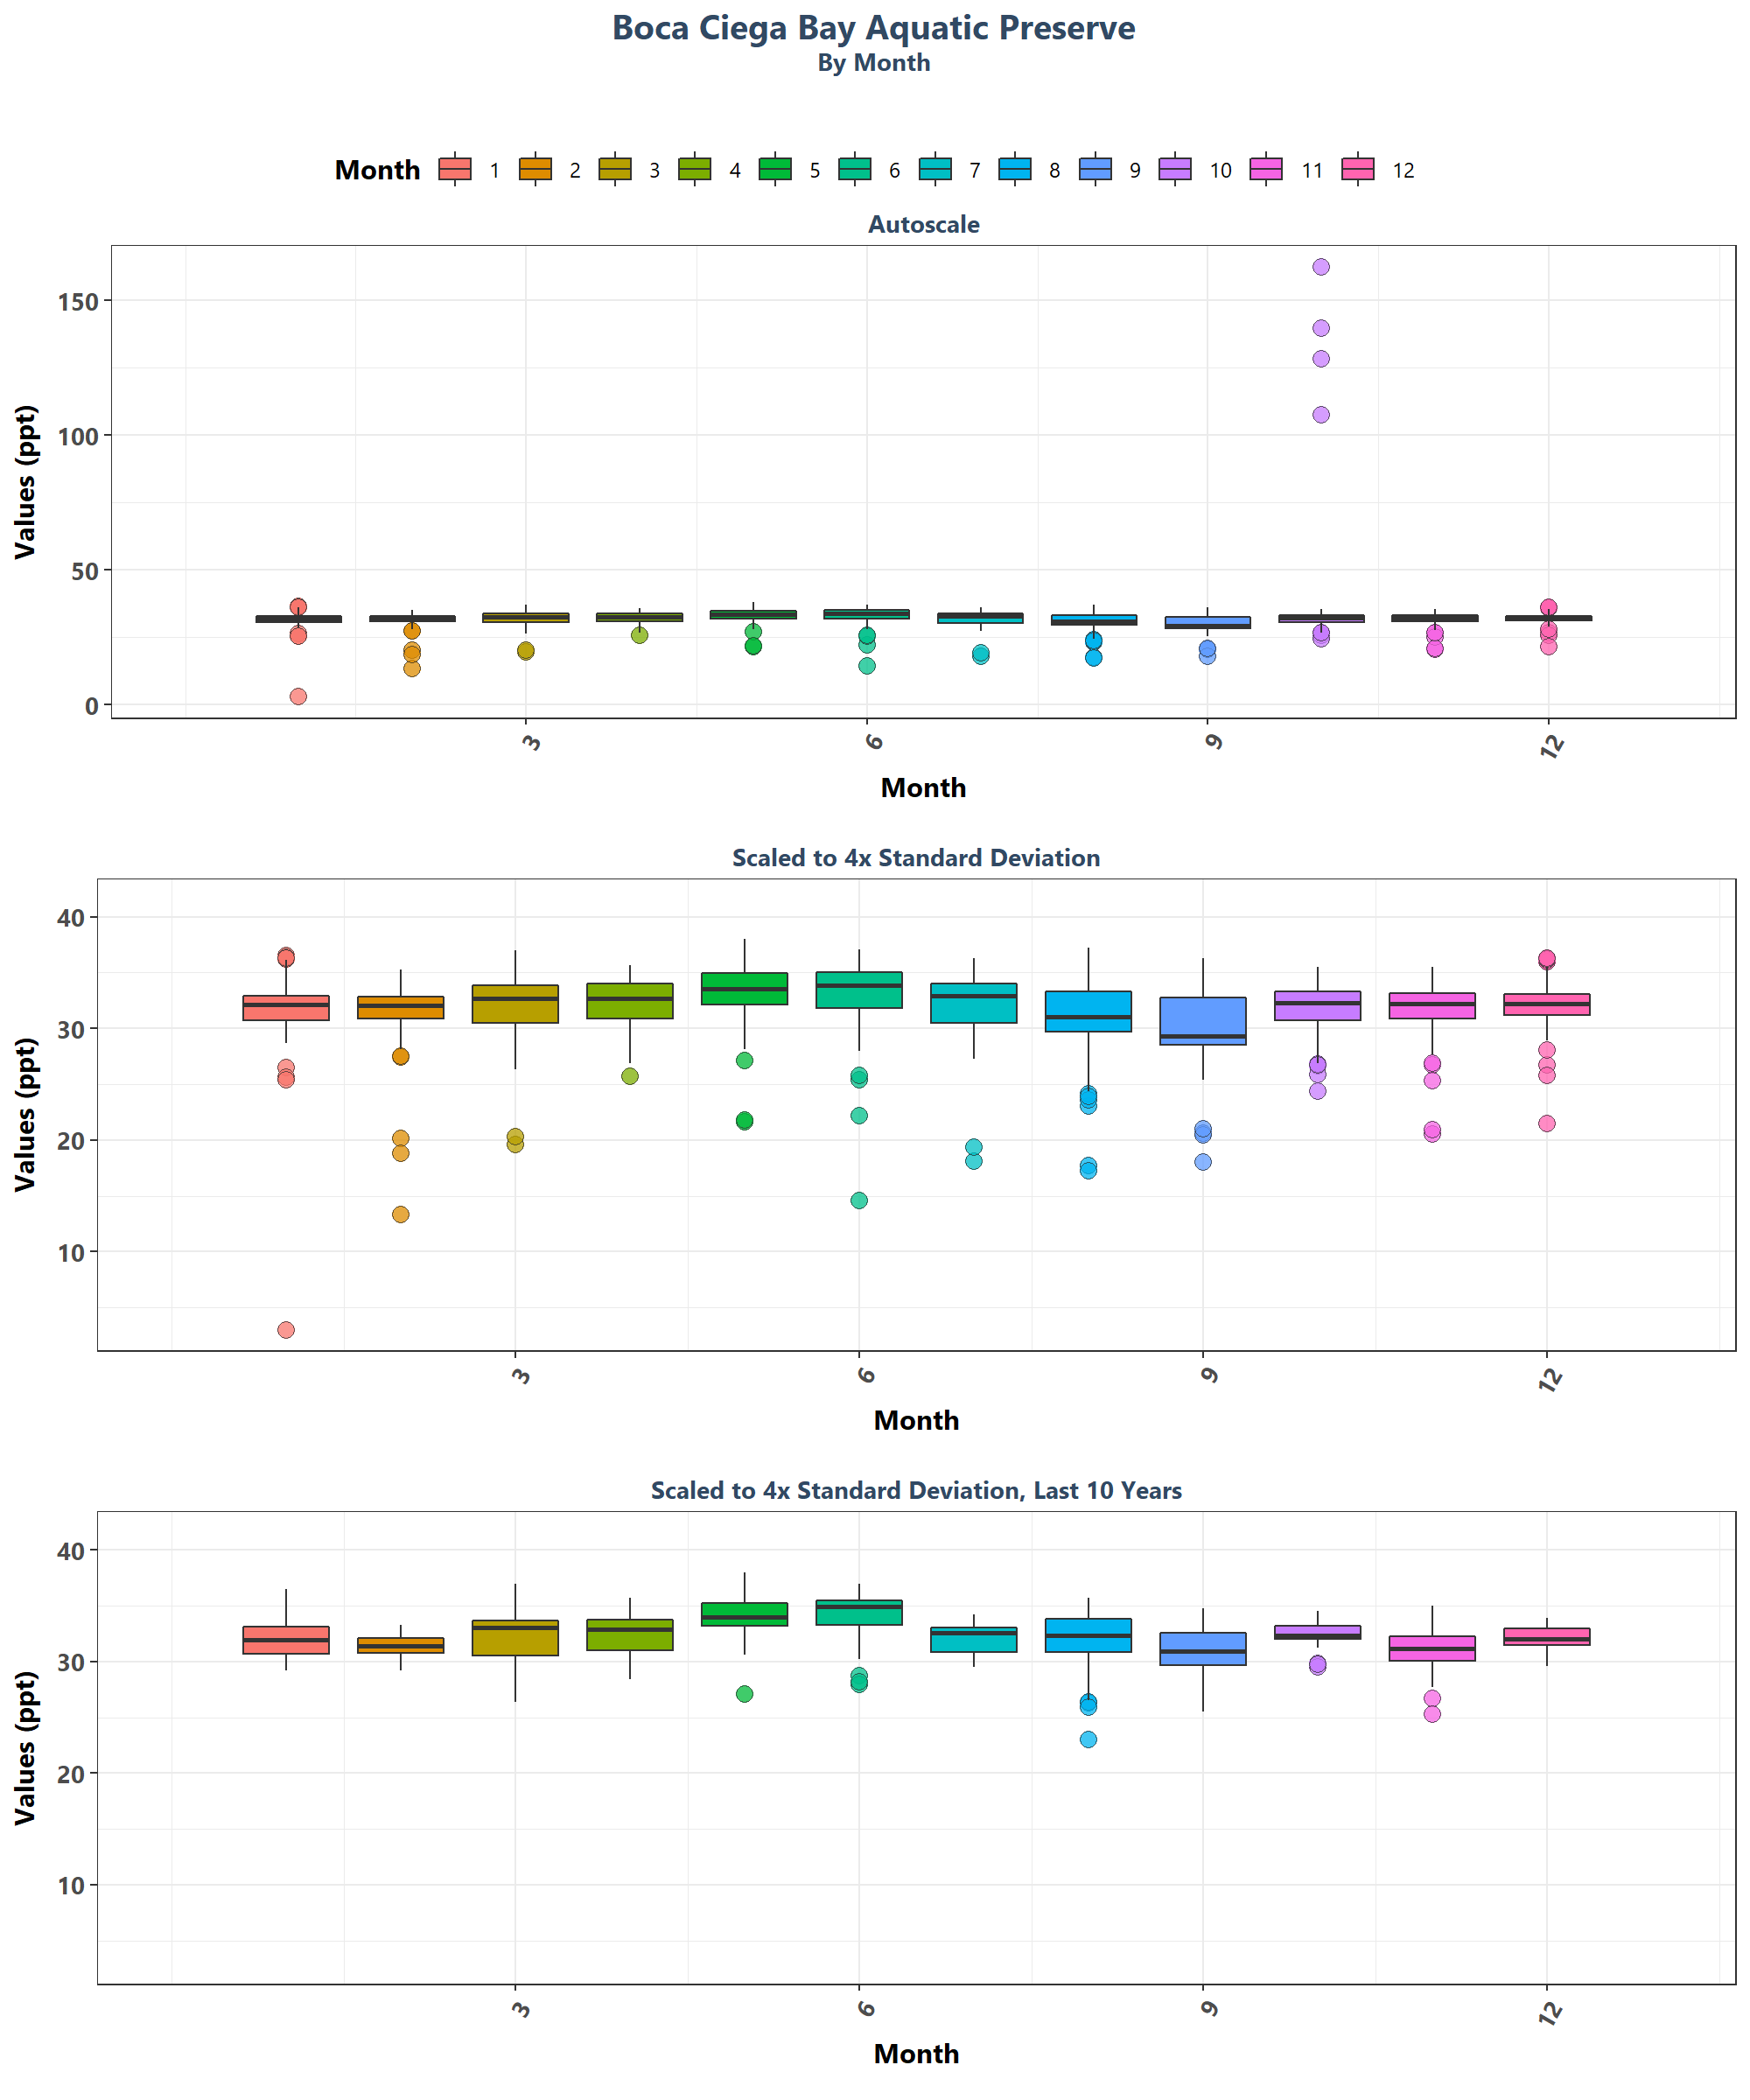 Boca Ciega Bay Aquatic Preserve
By Month
Month 1 2 3 4 5 6 7 8 9 10 11 12
Autoscale
Values (ppt)
150
100
50
0
3 6 9 12
Month
Scaled to 4x Standard Deviation
Values (ppt)
40
30
20
10
3 6 9 12
Month
Scaled to 4x Standard Deviation, Last 10 Years
Values (ppt)
40
30
20
10
3 6 9 12
Month